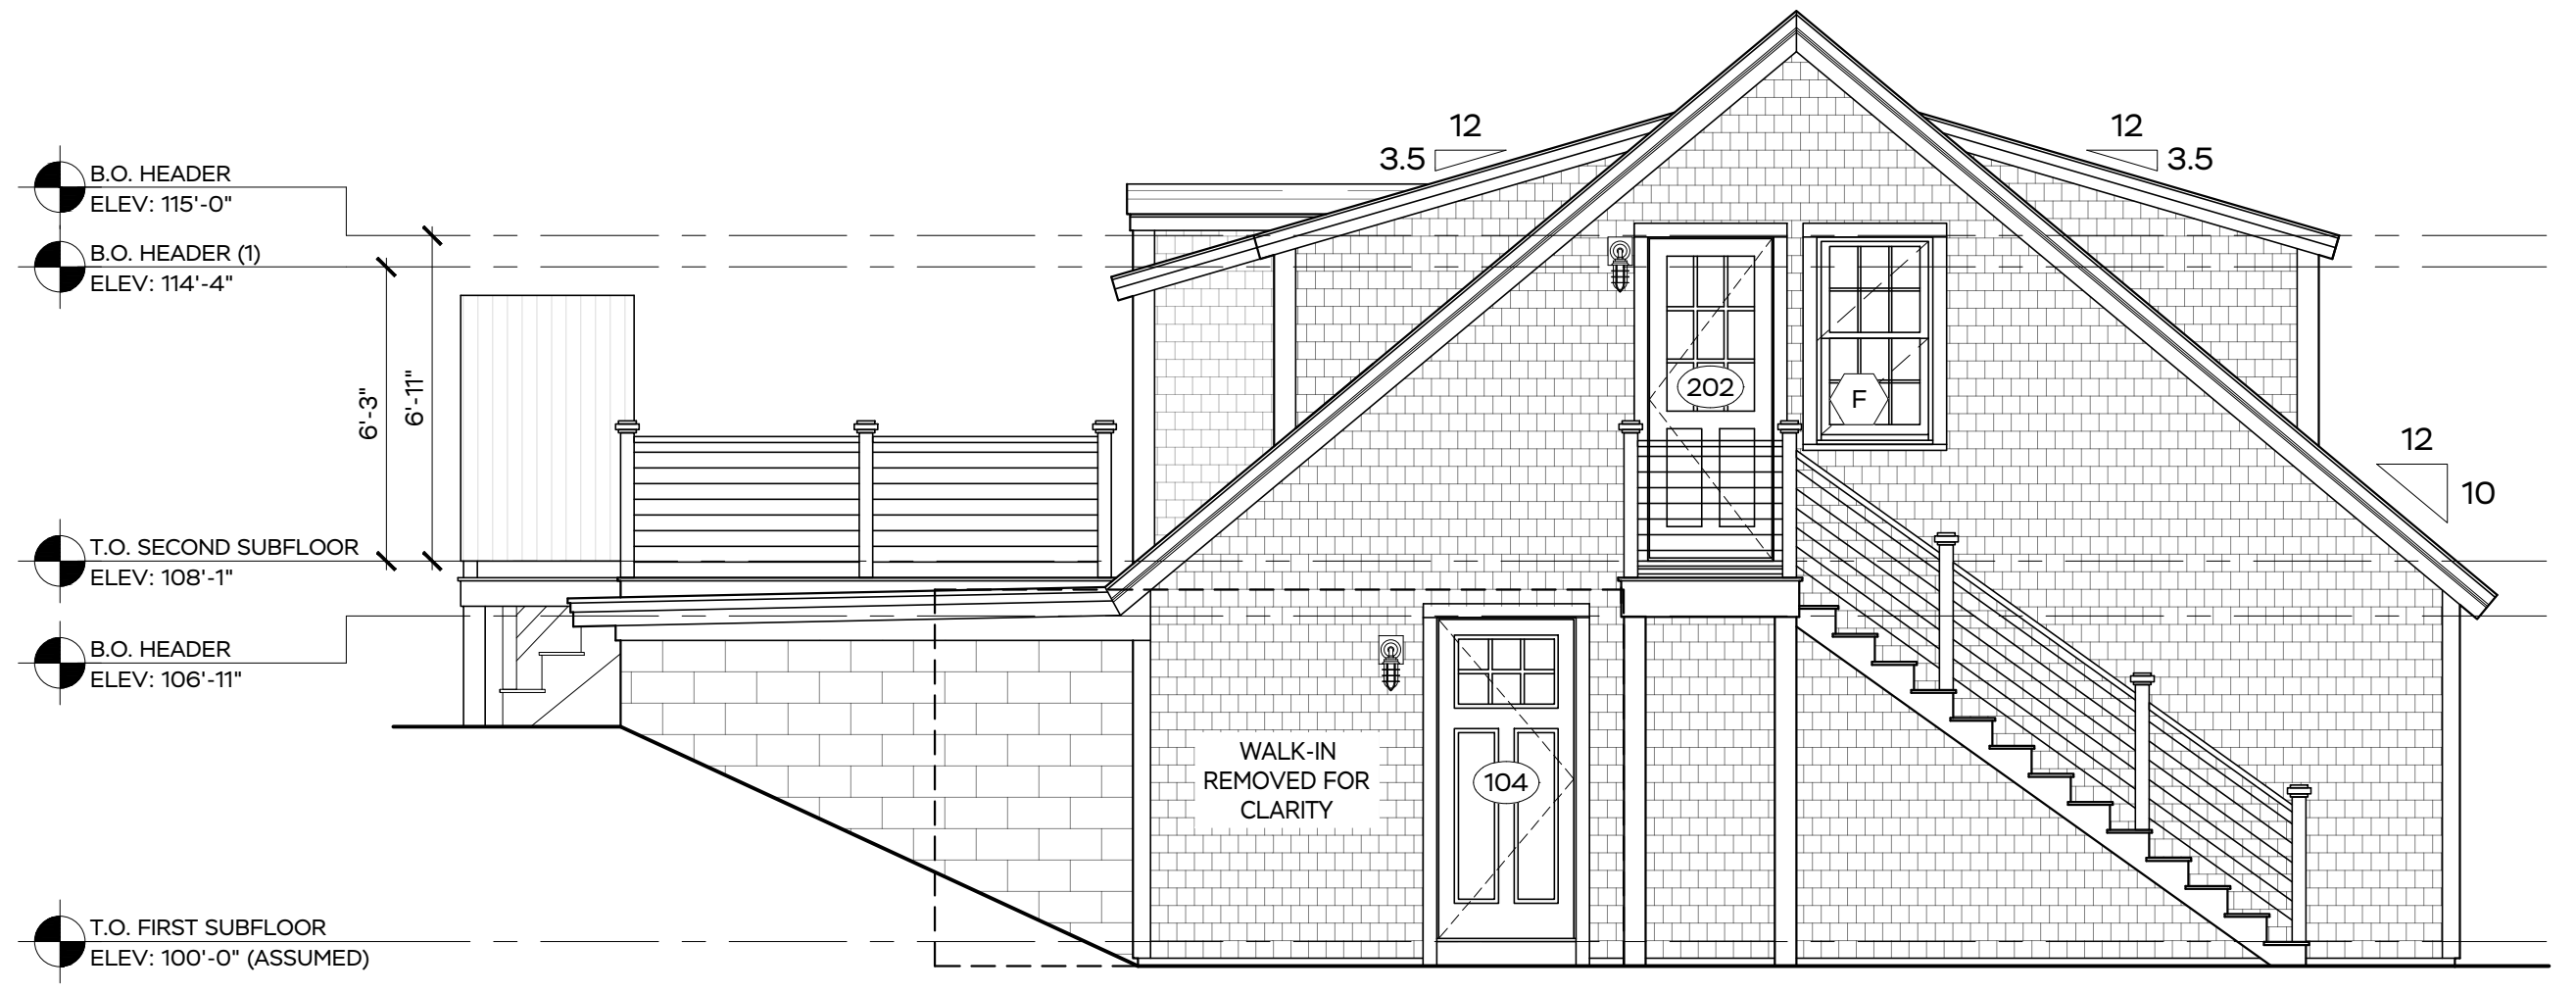 12
12
3.5
3.5
B.O. HEADER
ELEV: 115'-0"
B.O. HEADER (1)
ELEV: 114'-4"
6'-3"
6'-11"
202
F
12
10
T.O. SECOND SUBFLOOR
ELEV: 108'-1"
B.O. HEADER
ELEV: 106'-11"
WALK-IN
REMOVED FOR
CLARITY
104
T.O. FIRST SUBFLOOR
ELEV: 100'-0" (ASSUMED)